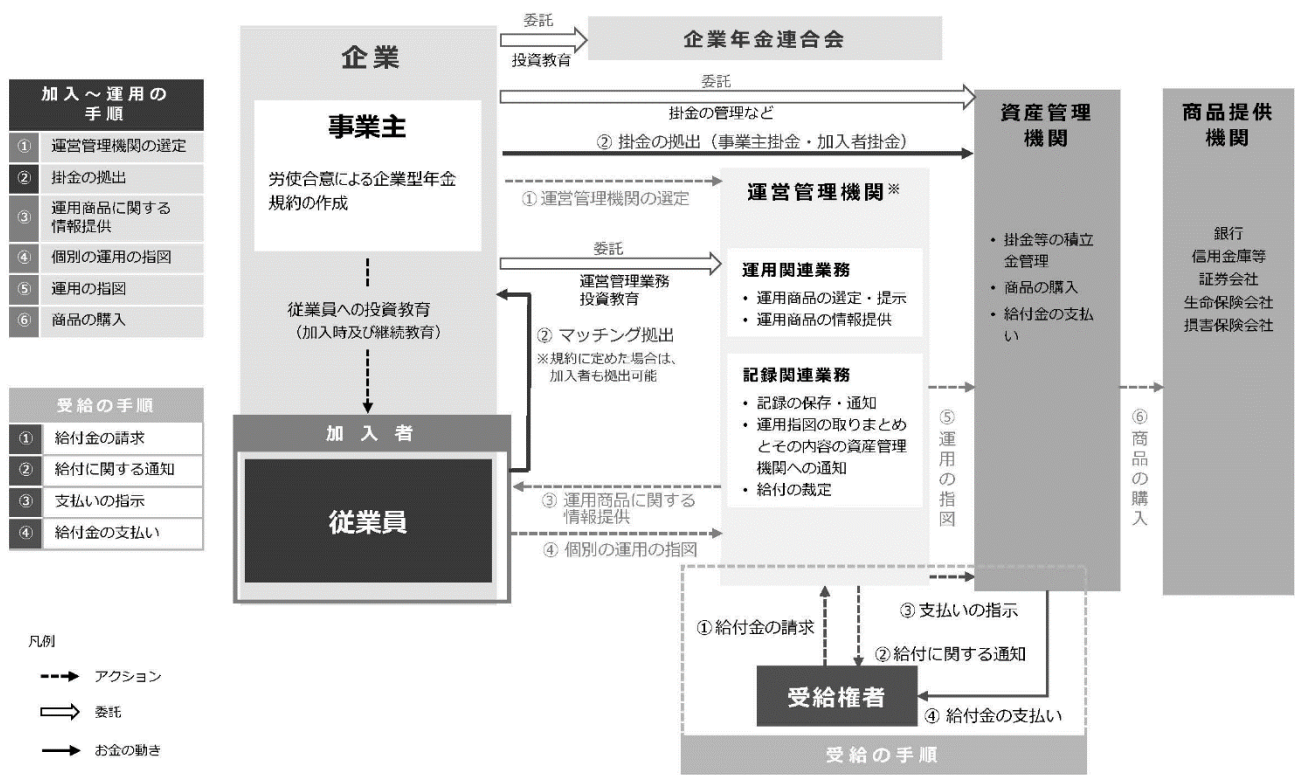 加入～運用の
手順
① 運営管理機関の選定
② 掛金の拠出
③ 運用商品に関する
情報提供
④ 個別の運用の指図
⑤ 運用の指図
⑥ 商品の購入
受給の手順
① 給付金の請求
② 給付に関する通知
③ 支払いの指示
④ 給付金の支払い
凡例
アクション
委託
お金の動き
企業
事業主
労使合意による企業型年金
規約の作成
従業員への投資教育
（加入時及び継続教育）
加入者
従業員
委託
投資教育
企業年金連合会
委託
掛金の管理など
② 掛金の拠出（事業主掛金・加入者掛金）
① 運営管理機関の選定
委託
運営管理業務
投資教育
② マッチング拠出
※規約に定めた場合は、
加入者も拠出可能
③ 運用商品に関する
情報提供
④ 個別の運用の指図
運営管理機関※
運用関連業務
• 運用商品の選定・提示
• 運用商品の情報提供
記録関連業務
• 記録の保存・通知
• 運用指図の取りまとめ
とその内容の資産管理
機関への通知
• 給付の裁定
⑤運用の指図
資産管理
機関
• 掛金等の積立
金管理
• 商品の購入
• 給付金の支払
い
⑥商品の購入
商品提供
機関
銀行
信用金庫等
証券会社
生命保険会社
損害保険会社
① 給付金の請求
② 給付に関する通知
③ 支払いの指示
④ 給付金の支払い
受給権者
受給の手順